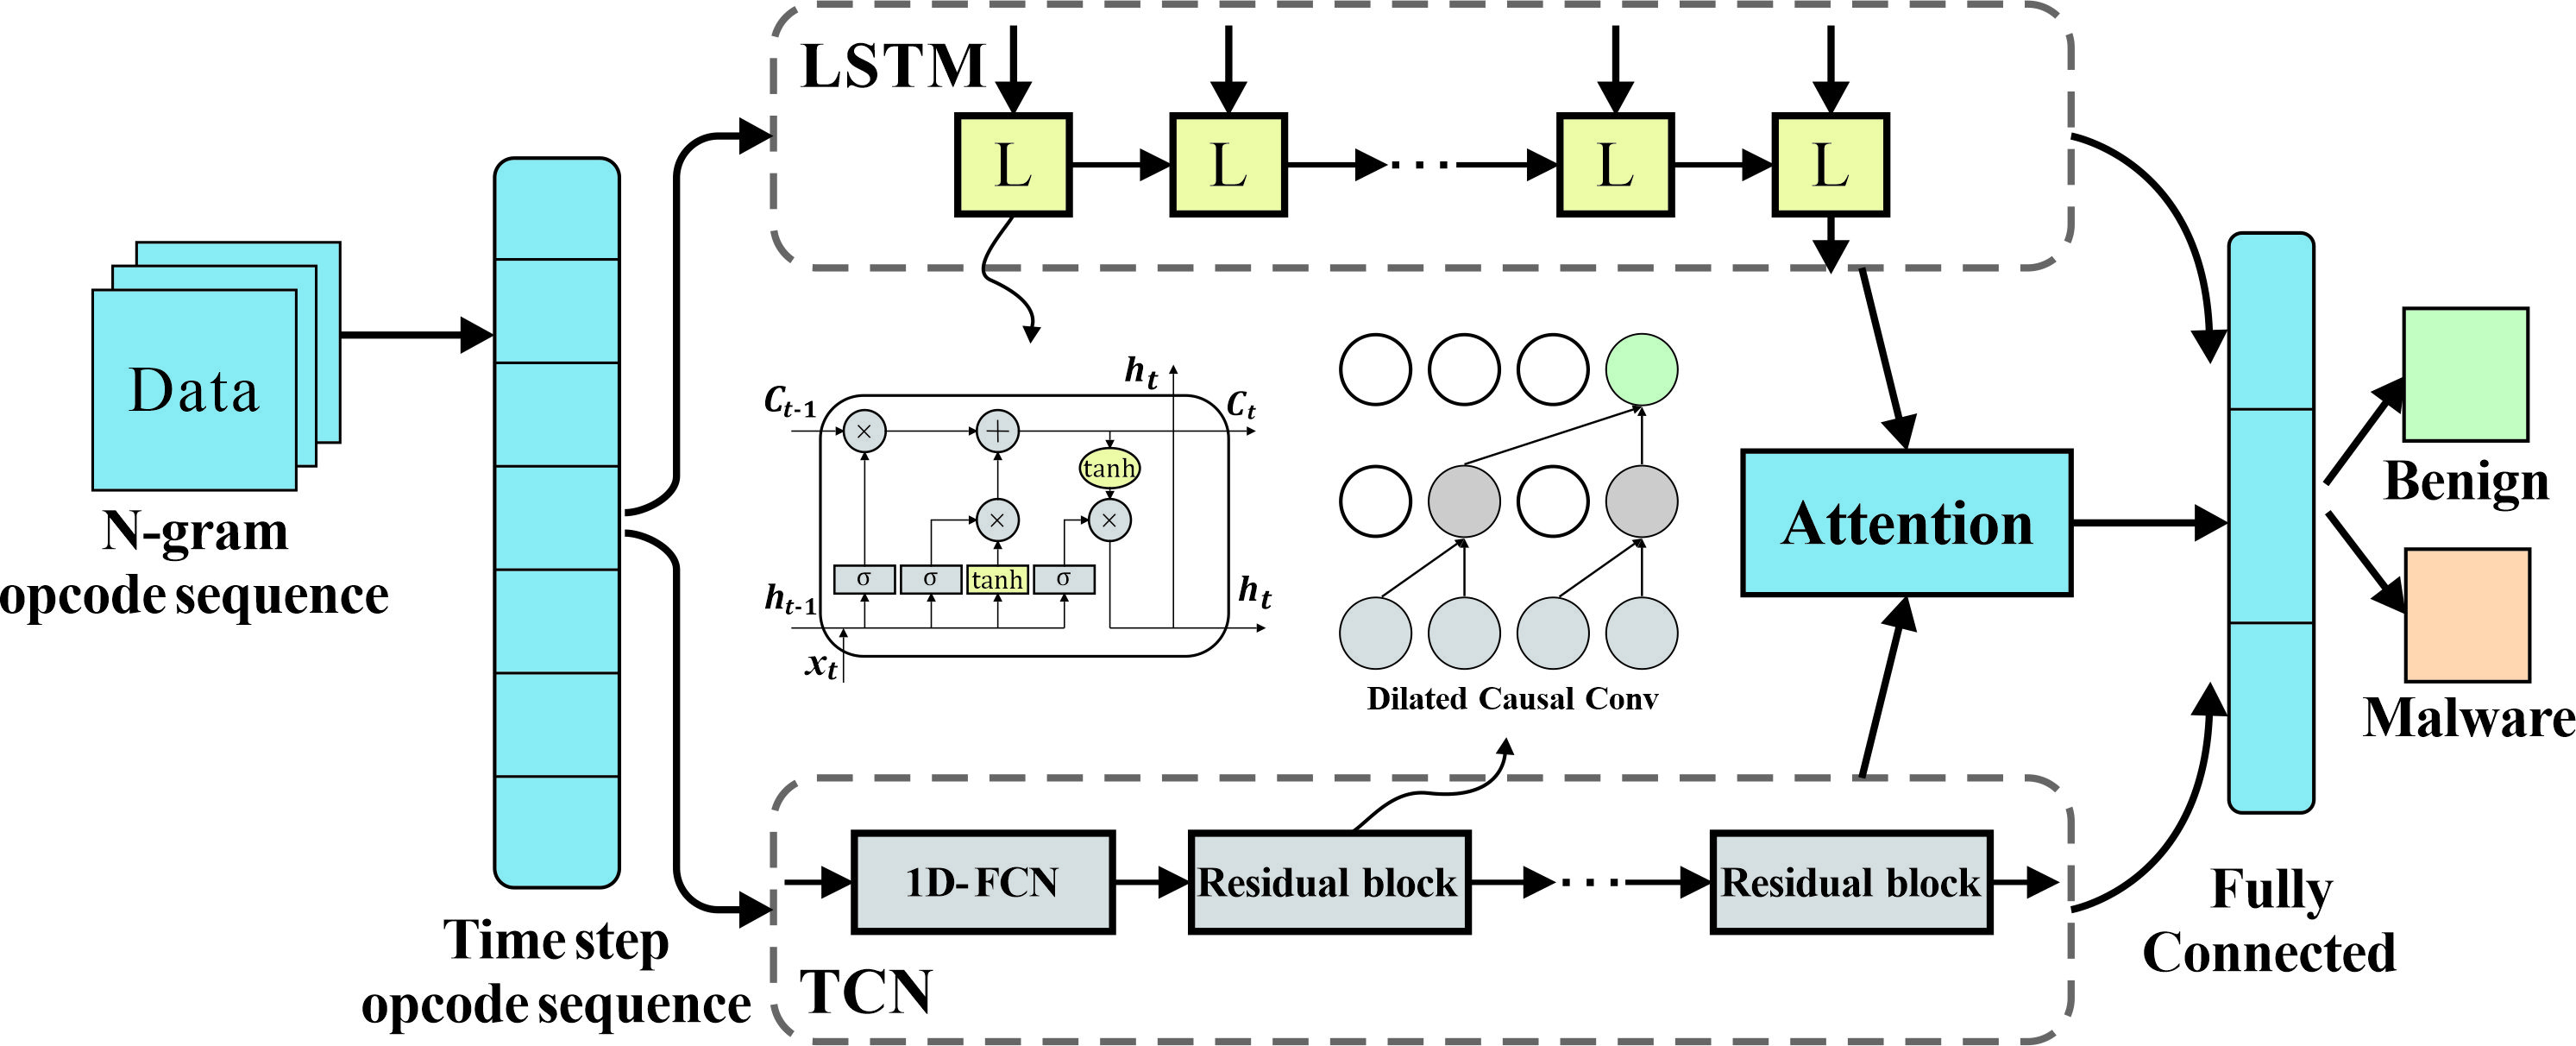 LSTM
L
L
...
L
L
Data
N-gram
opcode sequence
Time step
opcode sequence
C_{t-1}
h_t
C_t
×
+
tanh
×
×
σ
σ
tanh
σ
h_{t-1}
h_t
x_t
Dilated Causal Conv
Attention
1D-FCN
Residual block
...
Residual block
TCN
Fully
Connected
Benign
Malware